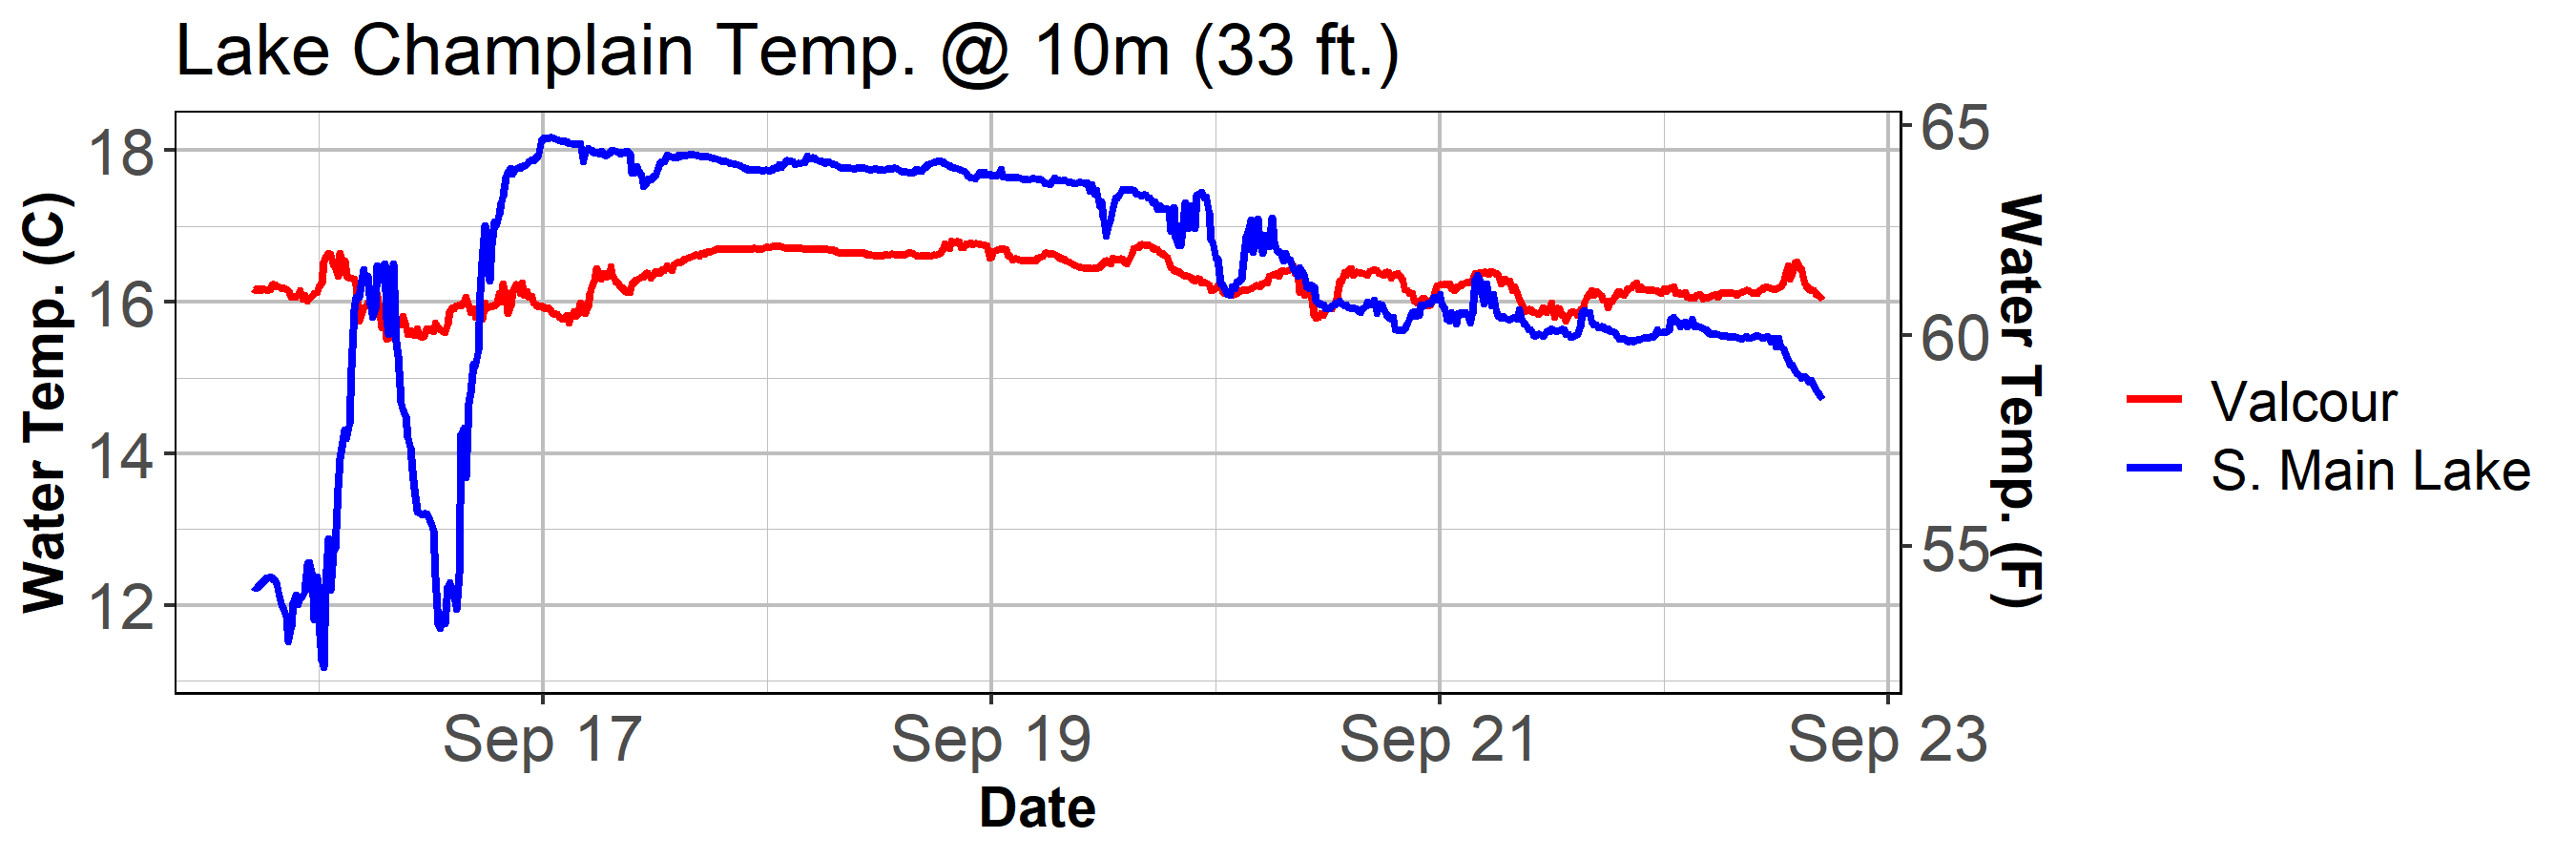 Lake Champlain Temp. @ 10m (33 ft.)
Water Temp. (C)
18
16
14
12
65
60
55
Water Temp. (F)
Sep 17
Sep 19
Sep 21
Sep 23
Date
Valcour
S. Main Lake